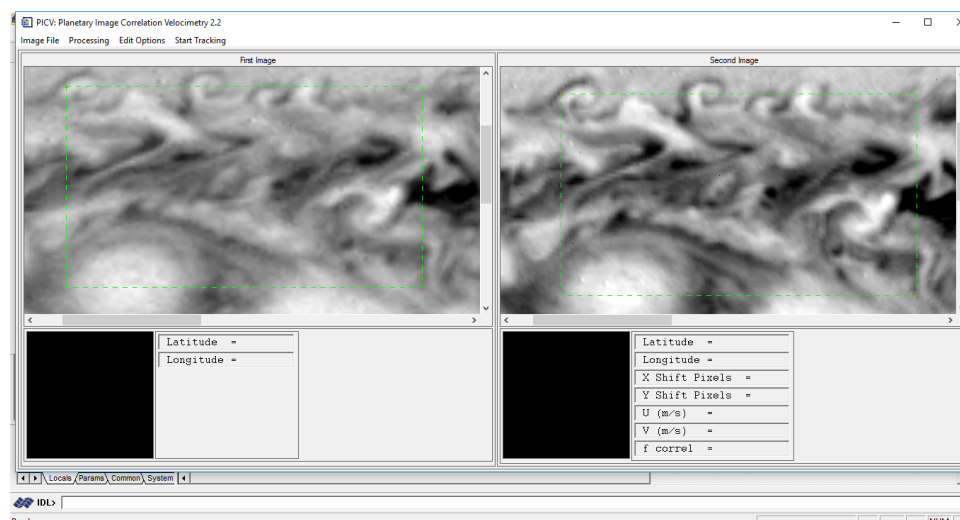 PICV: Planetary Image Correlation Velocimetry 2.2
Image File Processing Edit Options Start Tracking
First Image
Second Image
Latitude =
Longitude =
Latitude =
Longitude =
X Shift Pixels =
Y Shift Pixels =
U (m/s) =
V (m/s) =
f correl =
Locals Params Common System
IDL>